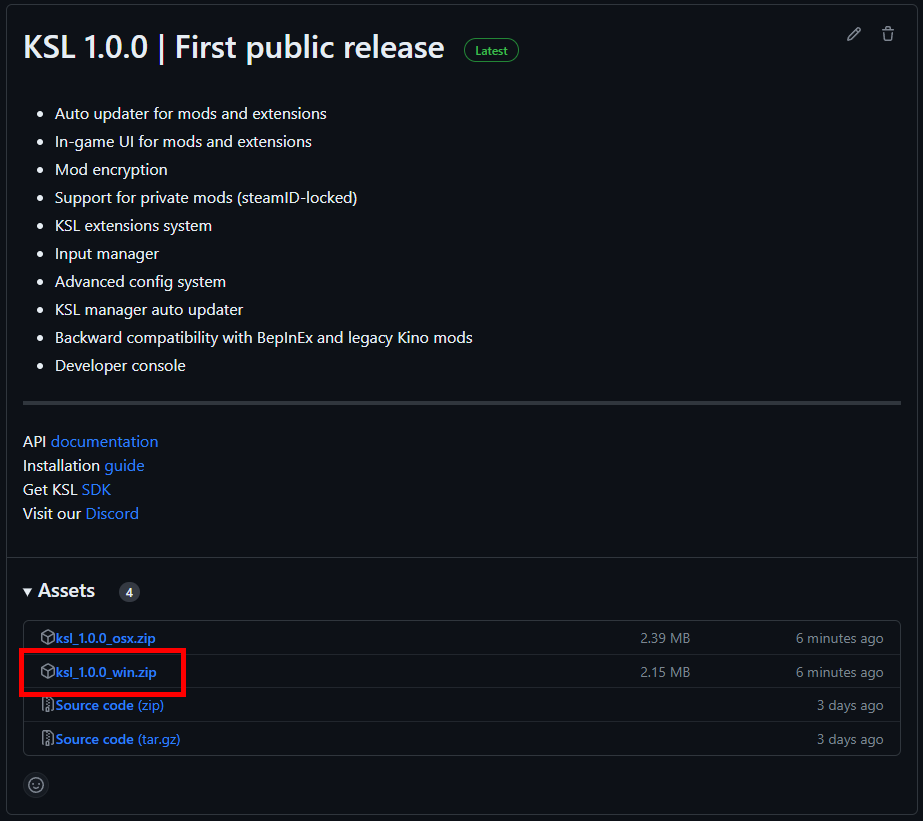 KSL 1.0.0 | First public release Latest
Auto updater for mods and extensions
In-game UI for mods and extensions
Mod encryption
Support for private mods (steamID-locked)
KSL extensions system
Input manager
Advanced config system
KSL manager auto updater
Backward compatibility with BepInEx and legacy Kino mods
Developer console
API documentation
Installation guide
Get KSL SDK
Visit our Discord
Assets 4
ksl_1.0.0_osx.zip 2.39 MB 6 minutes ago
ksl_1.0.0_win.zip 2.15 MB 6 minutes ago
Source code (zip) 3 days ago
Source code (tar.gz) 3 days ago